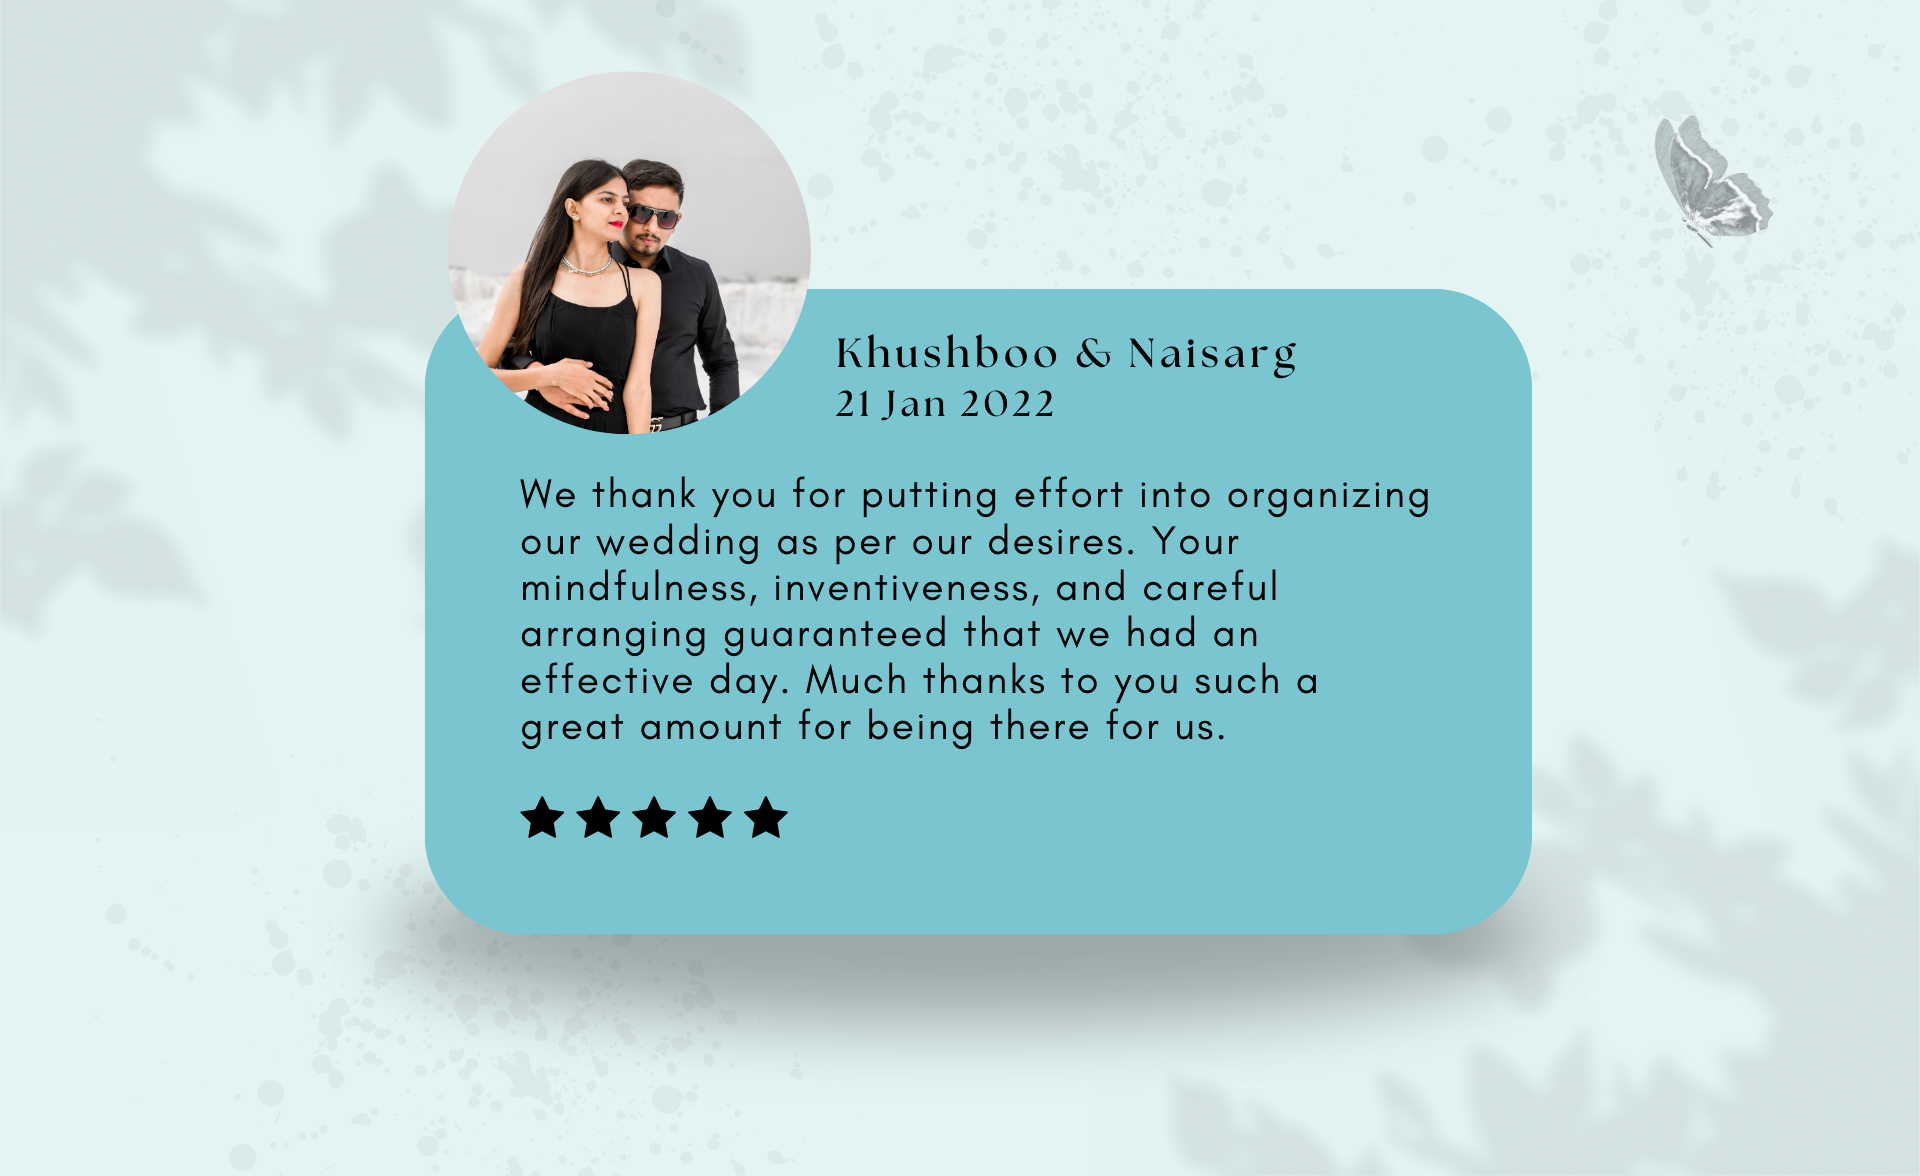 Khushboo & Naisarg
21 Jan 2022
We thank you for putting effort into organizing
our wedding as per our desires. Your
mindfulness, inventiveness, and careful
arranging guaranteed that we had an
effective day. Much thanks to you such a
great amount for being there for us.